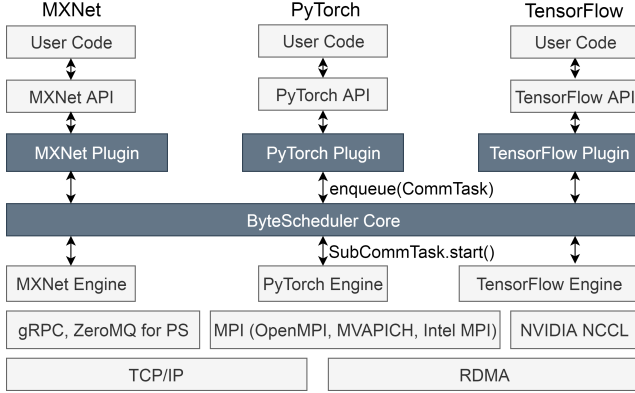 MXNet PyTorch TensorFlow
User Code User Code User Code
MXNet API PyTorch API TensorFlow API
MXNet Plugin PyTorch Plugin TensorFlow Plugin
enqueue(CommTask)
ByteScheduler Core
SubCommTask.start()
MXNet Engine PyTorch Engine TensorFlow Engine
gRPC, ZeroMQ for PS MPI (OpenMPI, MVAPICH, Intel MPI) NVIDIA NCCL
TCP/IP RDMA